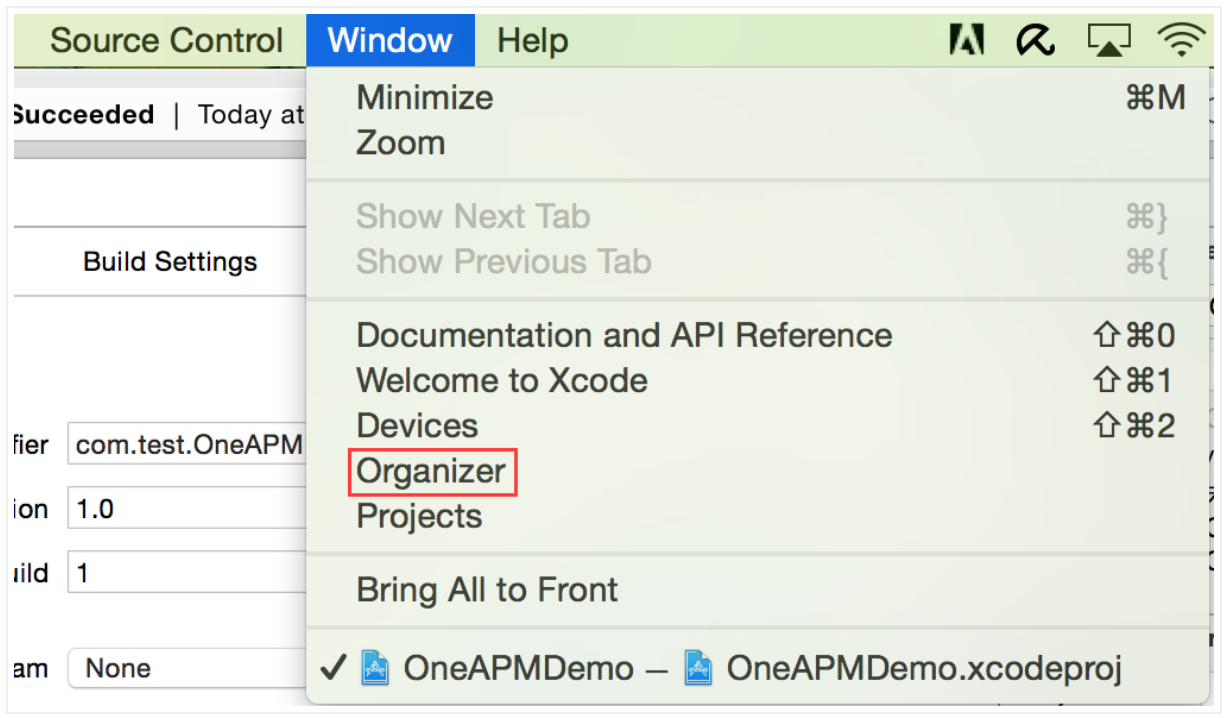 Source Control Window Help
Succeeded | Today at
Minimize ⌘M
Zoom
Show Next Tab ⌘}
Show Previous Tab ⌘{
Build Settings
Documentation and API Reference ⇧⌘0
Welcome to Xcode ⇧⌘1
Devices ⇧⌘2
fier com.test.OneAPM
Organizer
ion 1.0
Projects
uild 1
Bring All to Front
am None
✓ OneAPMDemo — OneAPMDemo.xcodeproj